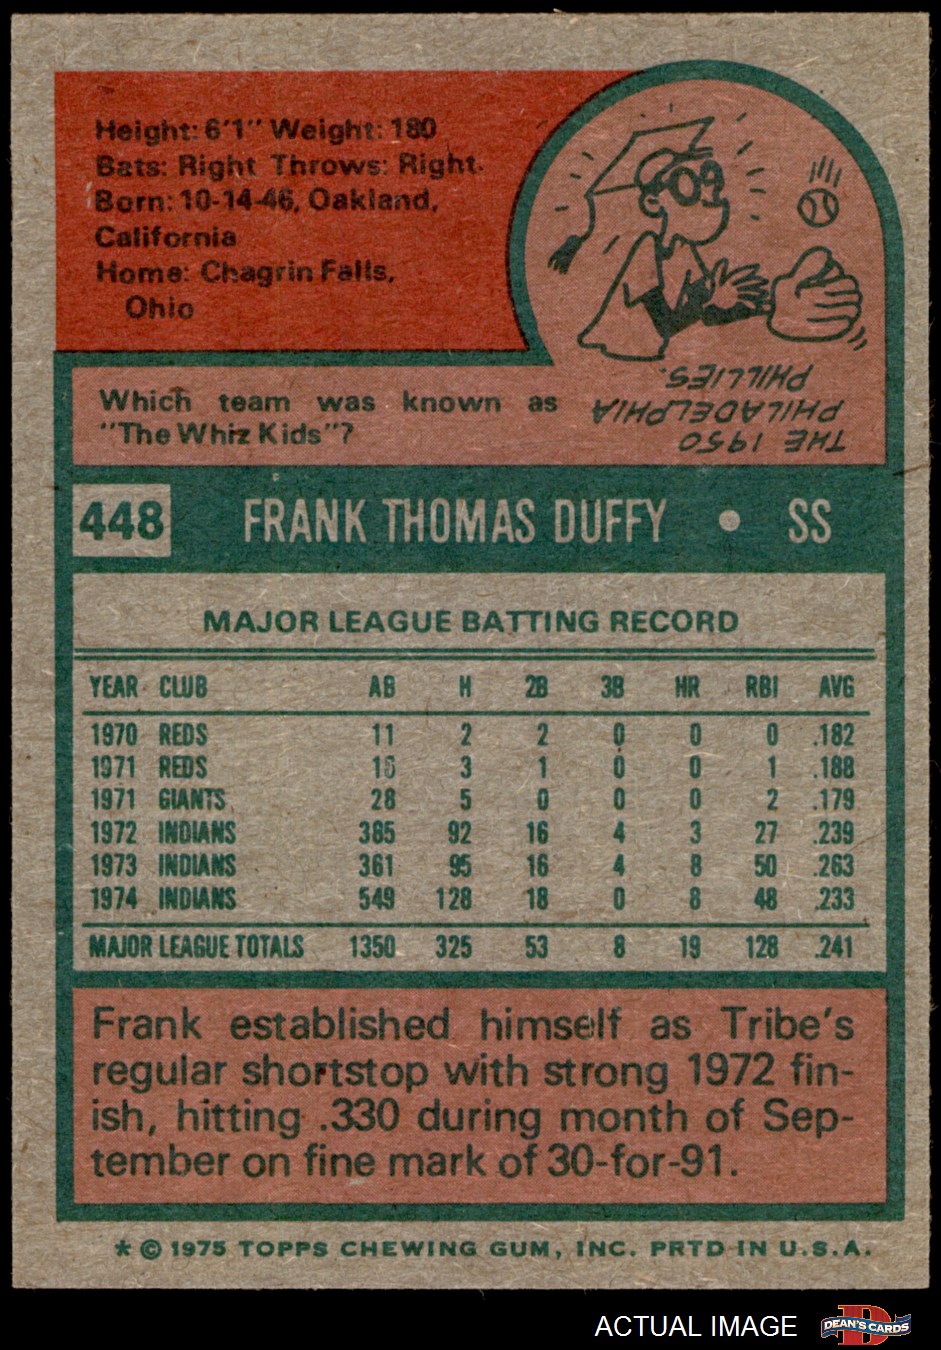 Height: 6'1" Weight: 180
Bats: Right Throws: Right
Born: 10-14-46, Oakland,
California
Home: Chagrin Falls,
Ohio
Which team was known as
"The Whiz Kids"?
THE 1950
PHILADELPHIA
PHILLIES.
448 FRANK THOMAS DUFFY • SS
MAJOR LEAGUE BATTING RECORD
YEAR CLUB AB H 2B 3B HR RBI AVG
1970 REDS 11 2 2 0 0 0 .182
1971 REDS 16 3 1 0 0 1 .188
1971 GIANTS 28 5 0 0 0 2 .179
1972 INDIANS 385 92 16 4 3 27 .239
1973 INDIANS 361 95 16 4 8 50 .263
1974 INDIANS 549 128 18 0 8 48 .233
MAJOR LEAGUE TOTALS 1350 325 53 8 19 128 .241
Frank established himself as Tribe's
regular shortstop with strong 1972 fin-
ish, hitting .330 during month of Sep-
tember on fine mark of 30-for-91.
* © 1975 TOPPS CHEWING GUM, INC. PRTD IN U.S.A.
ACTUAL IMAGE DEAN'S CARDS